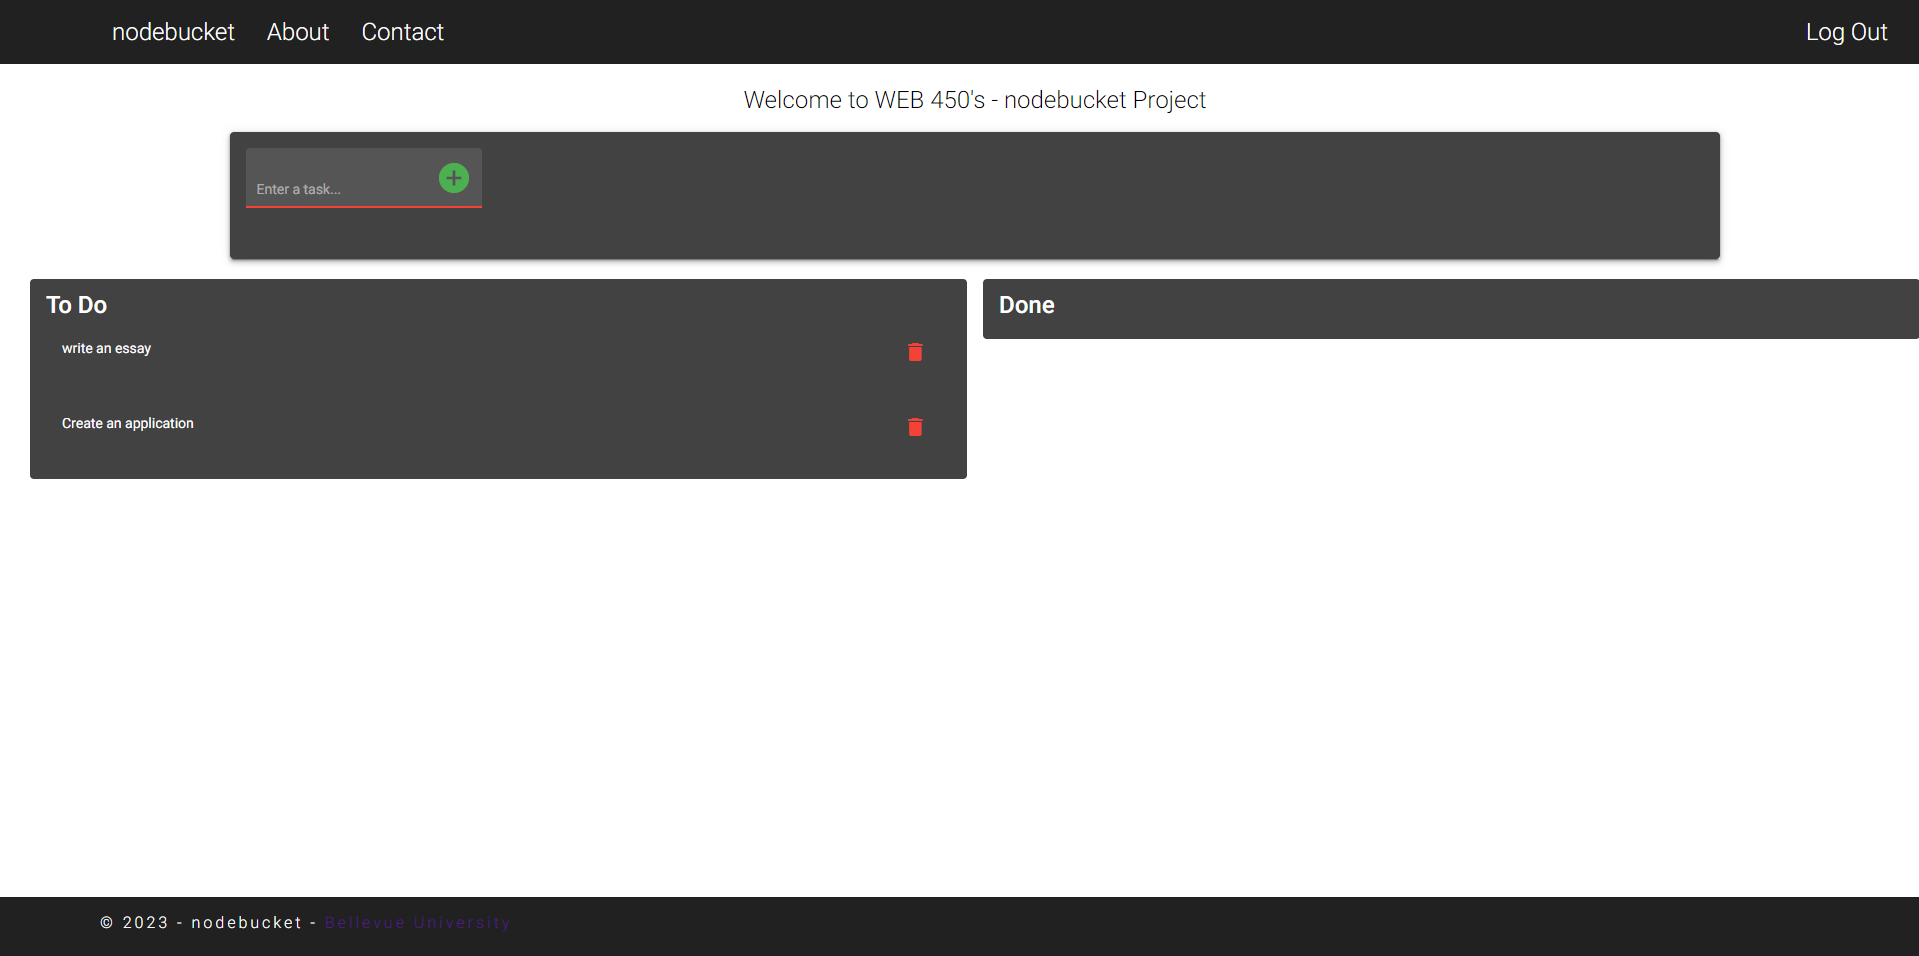 nodebucket About Contact Log Out
Welcome to WEB 450's - nodebucket Project
Enter a task...
To Do
write an essay
Create an application
Done
© 2023 - nodebucket - Bellevue University